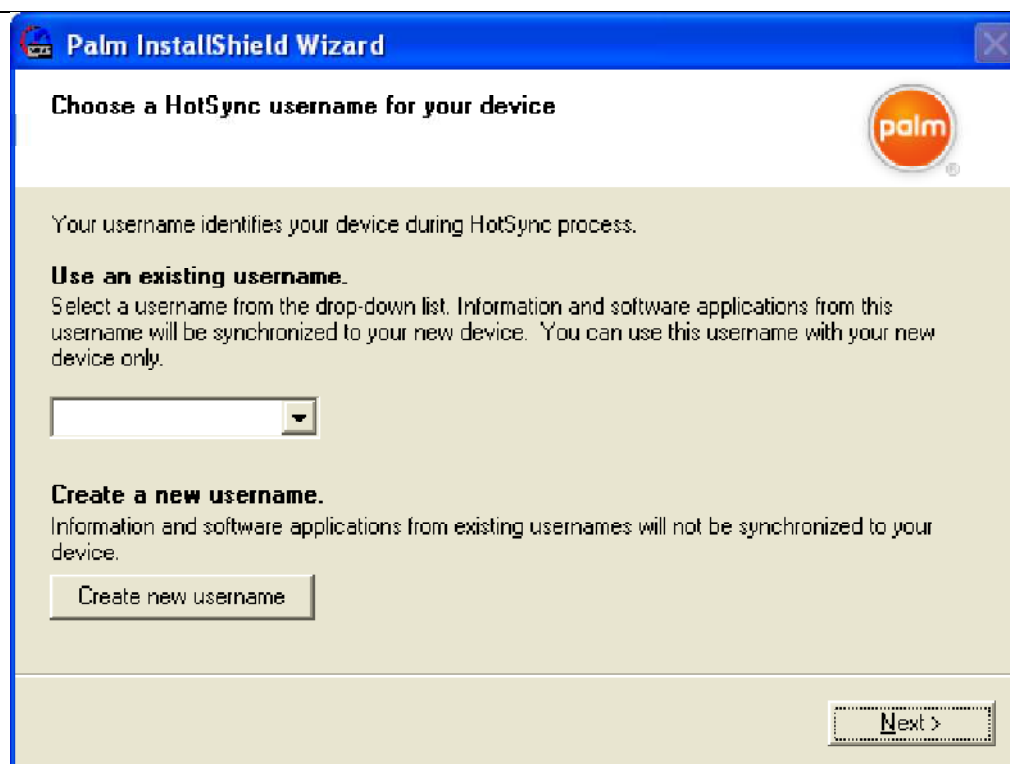 Palm InstallShield Wizard
Choose a HotSync username for your device
palm
®
Your username identifies your device during HotSync process.
Use an existing username.
Select a username from the drop-down list. Information and software applications from this
username will be synchronized to your new device.  You can use this username with your new
device only.
Create a new username.
Information and software applications from existing usernames will not be synchronized to your
device.
Create new username
Next >